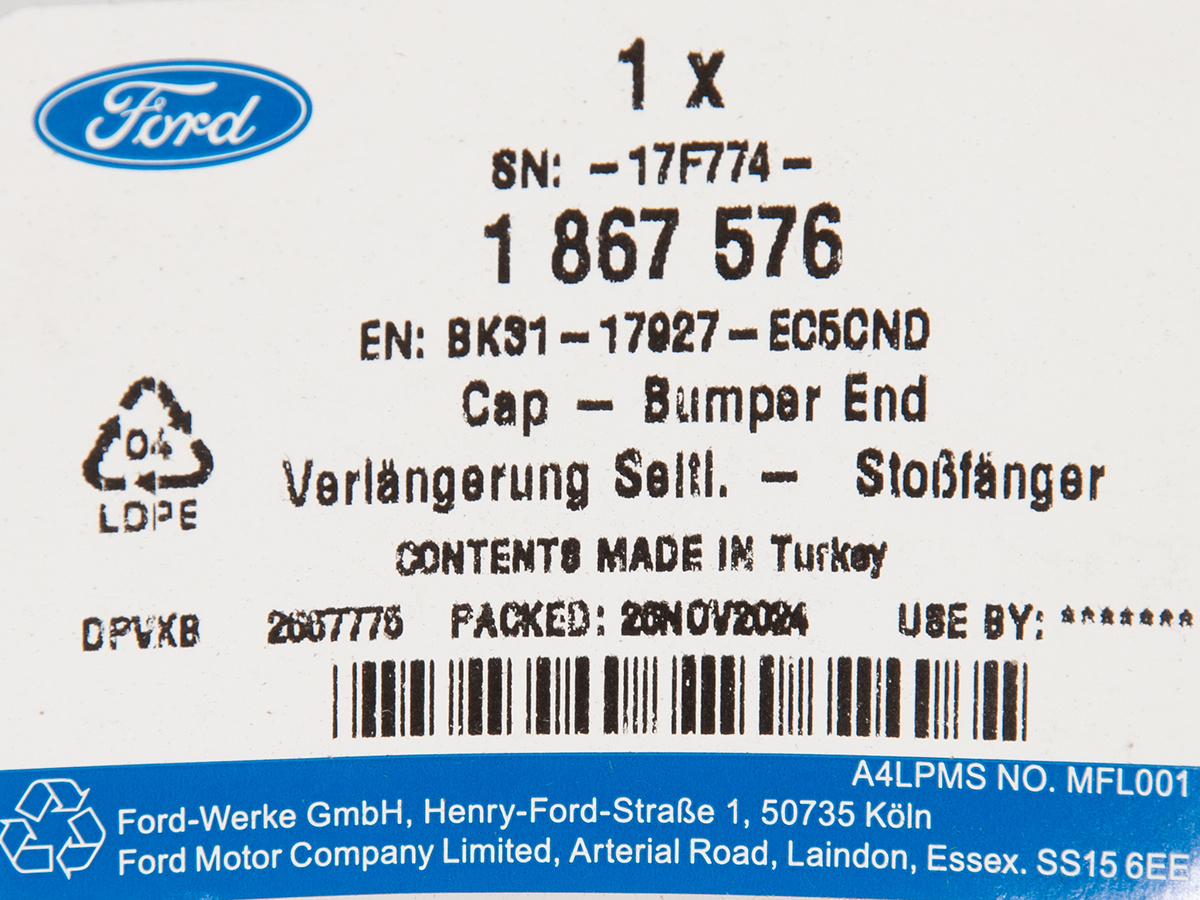 Ford
1 x
SN: -17F774-
1 867 576
EN: BK31-17927-EC5CND
Cap - Bumper End
04
LDPE
Verlängerung Seitl. - Stoßfänger
CONTENTS MADE IN Turkey
DPVXB PACKED: 26NOV2024 USE BY: *******
A4LPMS NO. MFL001
Ford-Werke GmbH, Henry-Ford-Straße 1, 50735 Köln
Ford Motor Company Limited, Arterial Road, Laindon, Essex. SS15 6EE